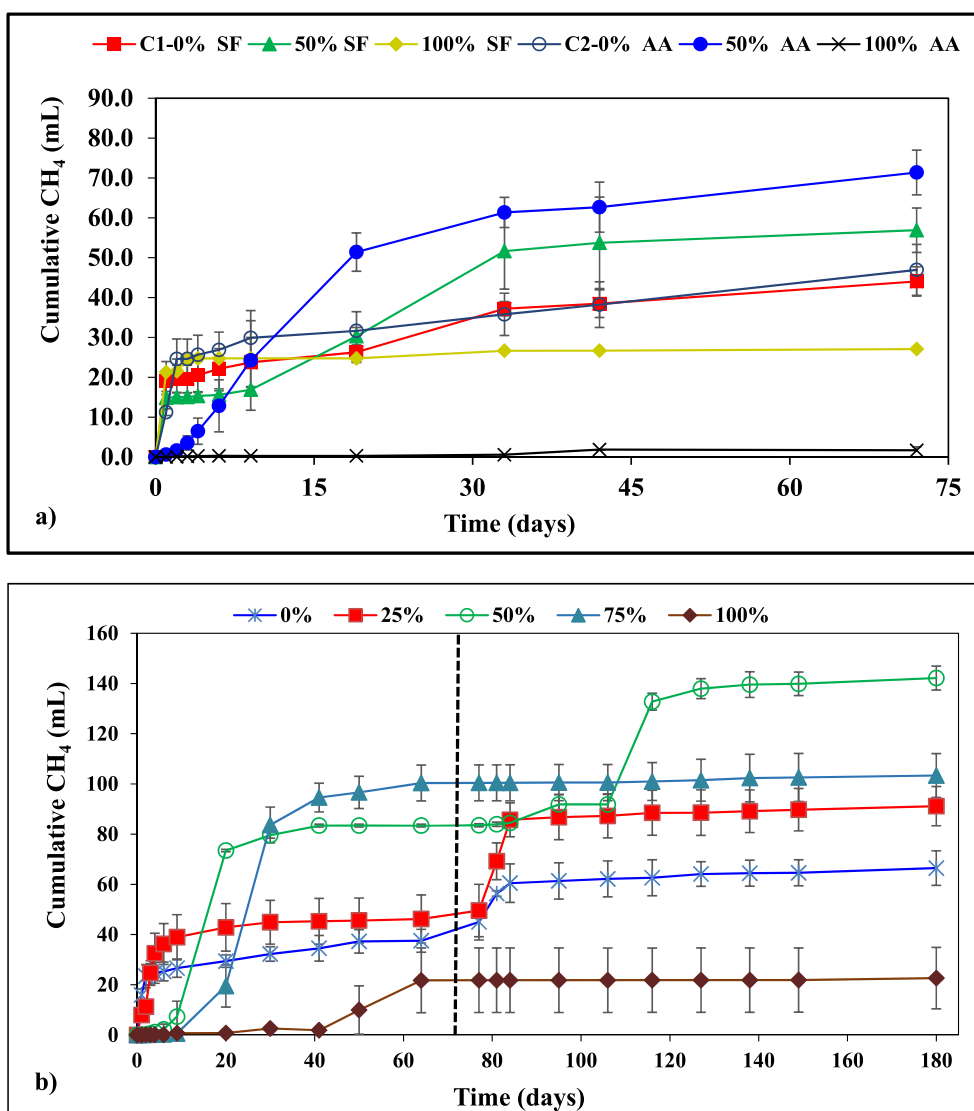 C1-0% SF 50% SF 100% SF C2-0% AA 50% AA 100% AA
90.0
80.0
70.0
60.0
50.0
40.0
30.0
20.0
10.0
0.0
Cumulative CH₄ (mL)
0 15 30 45 60 75
Time (days)
a)
0% 25% 50% 75% 100%
160
140
120
100
80
60
40
20
0
Cumulative CH₄ (mL)
0 20 40 60 80 100 120 140 160 180
Time (days)
b)